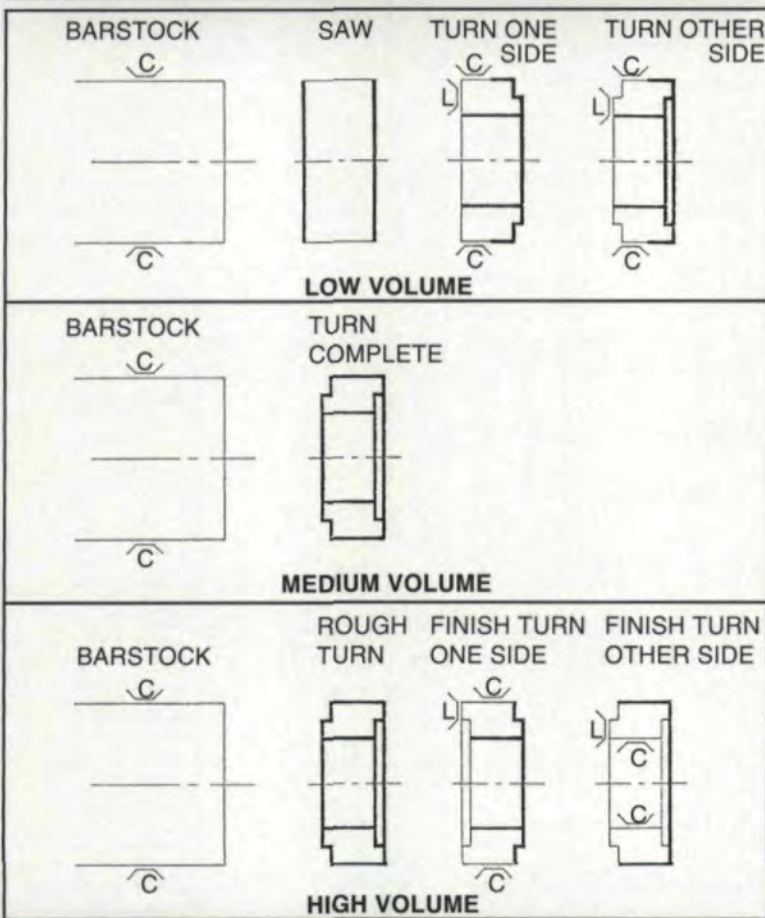 BARSTOCK
SAW
TURN ONE
SIDE
TURN OTHER
SIDE
C
C
C
L
L
C
C
C
LOW VOLUME
BARSTOCK
TURN
COMPLETE
C
C
MEDIUM VOLUME
BARSTOCK
ROUGH
TURN
FINISH TURN
ONE SIDE
FINISH TURN
OTHER SIDE
C
C
L
L
C
C
C
C
HIGH VOLUME